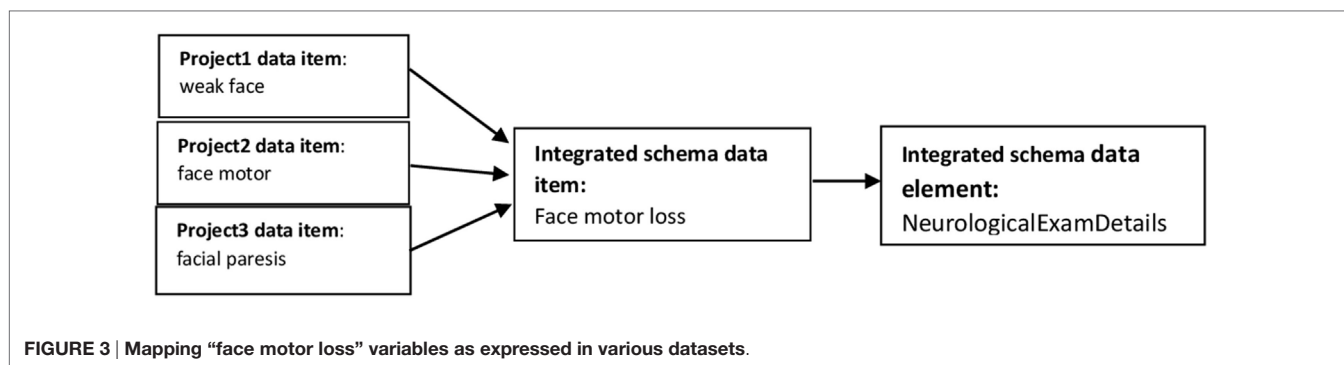 Project1 data item:
weak face
Project2 data item:
face motor
Project3 data item:
facial paresis
Integrated schema data
item:
Face motor loss
Integrated schema data
element:
NeurologicalExamDetails
FIGURE 3 | Mapping “face motor loss” variables as expressed in various datasets.